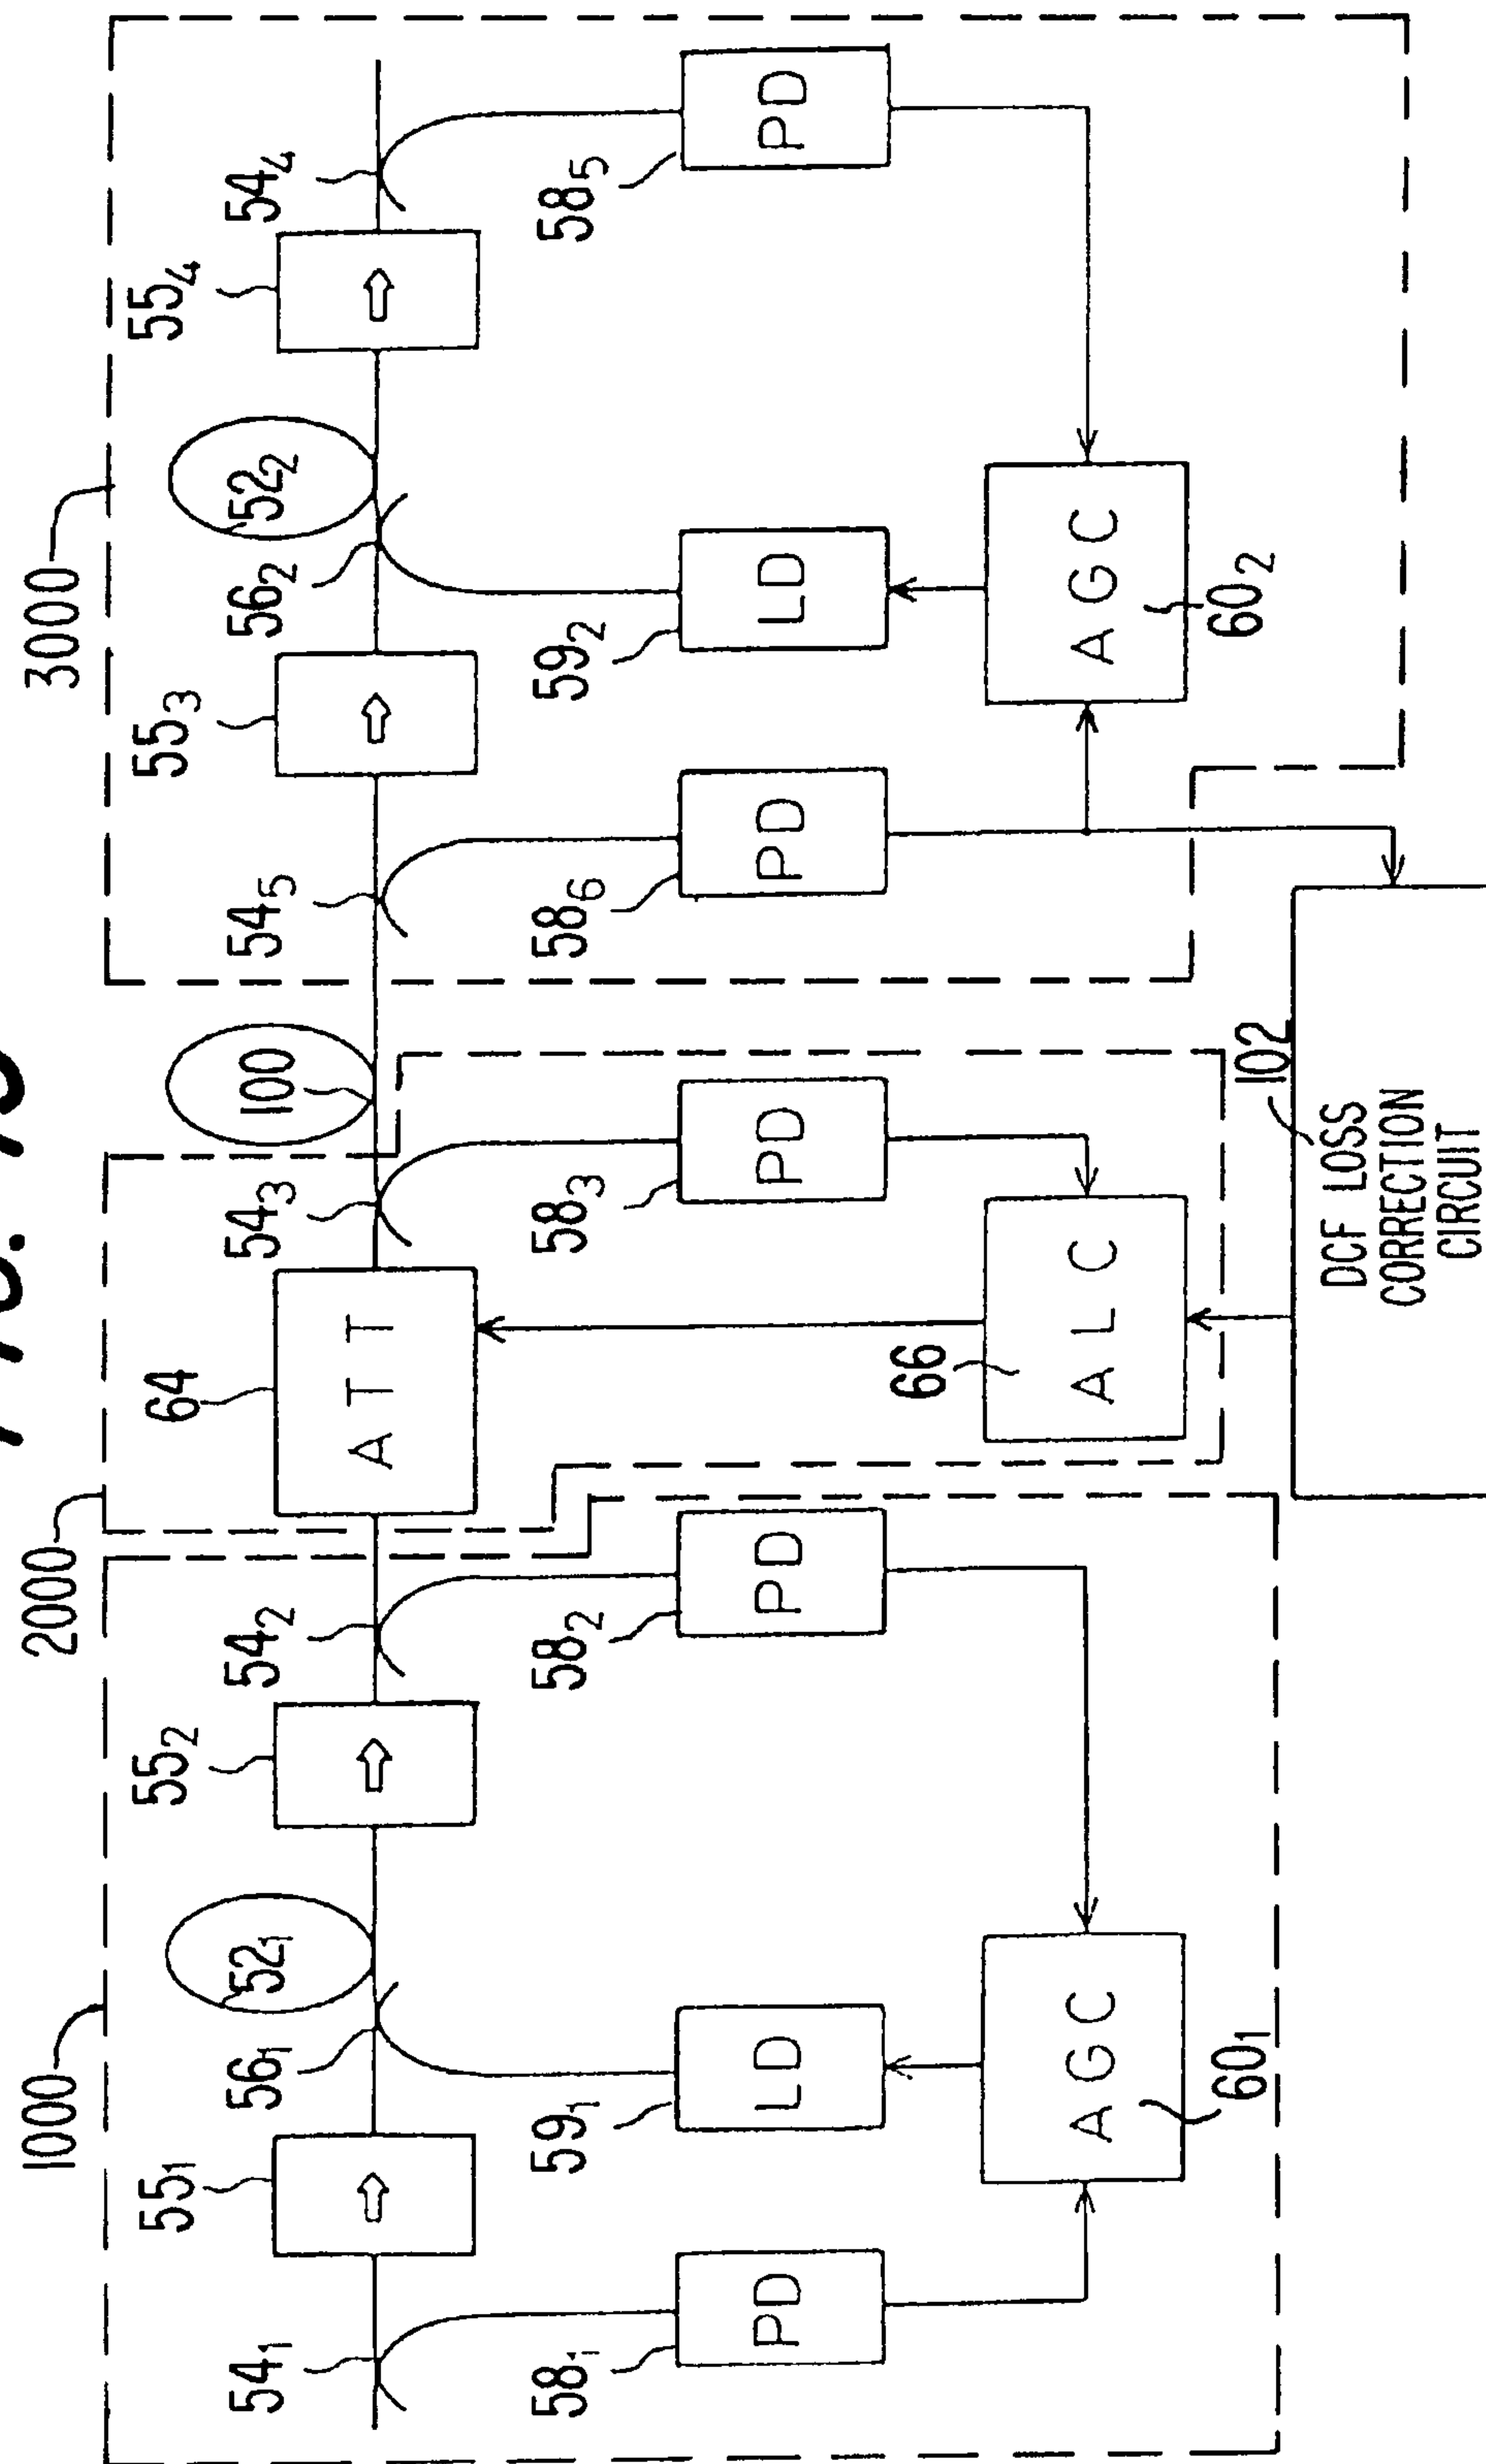 1000
2000
3000
54₁
55₁
56₁
52₁
55₂
54₂
64
54₃
100
54₅
55₃
56₂
52₂
55₄
54₄
ATT
58₁
PD
59₁
LD
58₂
PD
58₃
PD
58₆
PD
59₂
LD
58₅
PD
AGC
60₁
66
ALC
AGC
60₂
102
DCF LOSS
CORRECTION
CIRCUIT